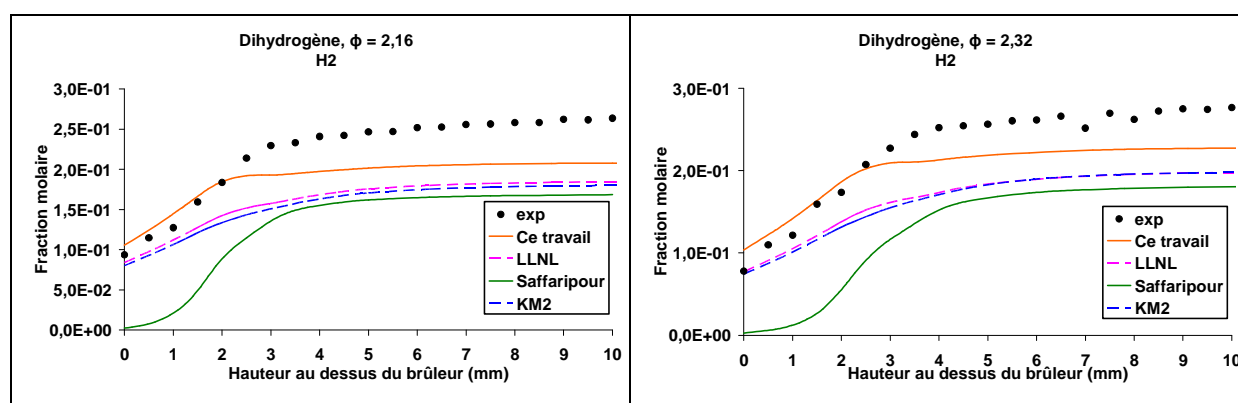 Dihydrogène, ϕ = 2,16
H2
Fraction molaire
3,0E-01
2,5E-01
2,0E-01
1,5E-01
1,0E-01
5,0E-02
0,0E+00
0 1 2 3 4 5 6 7 8 9 10
Hauteur au dessus du brûleur (mm)
exp
Ce travail
LLNL
Saffaripour
KM2
Dihydrogène, ϕ = 2,32
H2
Fraction molaire
3,0E-01
2,0E-01
1,0E-01
0,0E+00
0 1 2 3 4 5 6 7 8 9 10
Hauteur au dessus du brûleur (mm)
exp
Ce travail
LLNL
Saffaripour
KM2